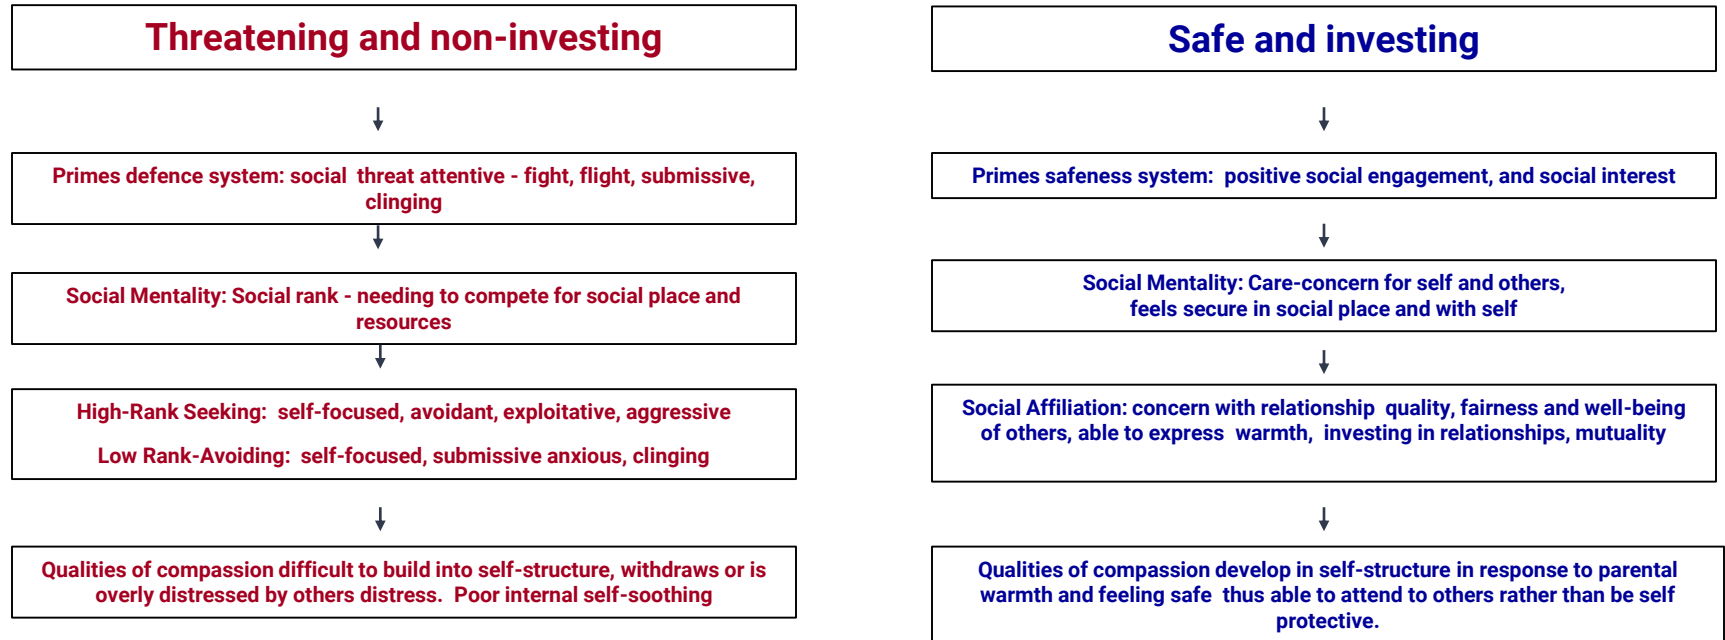 Threatening and non-investing
Primes defence system: social threat attentive - fight, flight, submissive,
clinging
Social Mentality: Social rank - needing to compete for social place and
resources
High-Rank Seeking: self-focused, avoidant, exploitative, aggressive
Low Rank-Avoiding: self-focused, submissive anxious, clinging
Qualities of compassion difficult to build into self-structure, withdraws or is
overly distressed by others distress. Poor internal self-soothing
Safe and investing
Primes safeness system: positive social engagement, and social interest
Social Mentality: Care-concern for self and others,
feels secure in social place and with self
Social Affiliation: concern with relationship quality, fairness and well-being
of others, able to express warmth, investing in relationships, mutuality
Qualities of compassion develop in self-structure in response to parental
warmth and feeling safe thus able to attend to others rather than be self
protective.